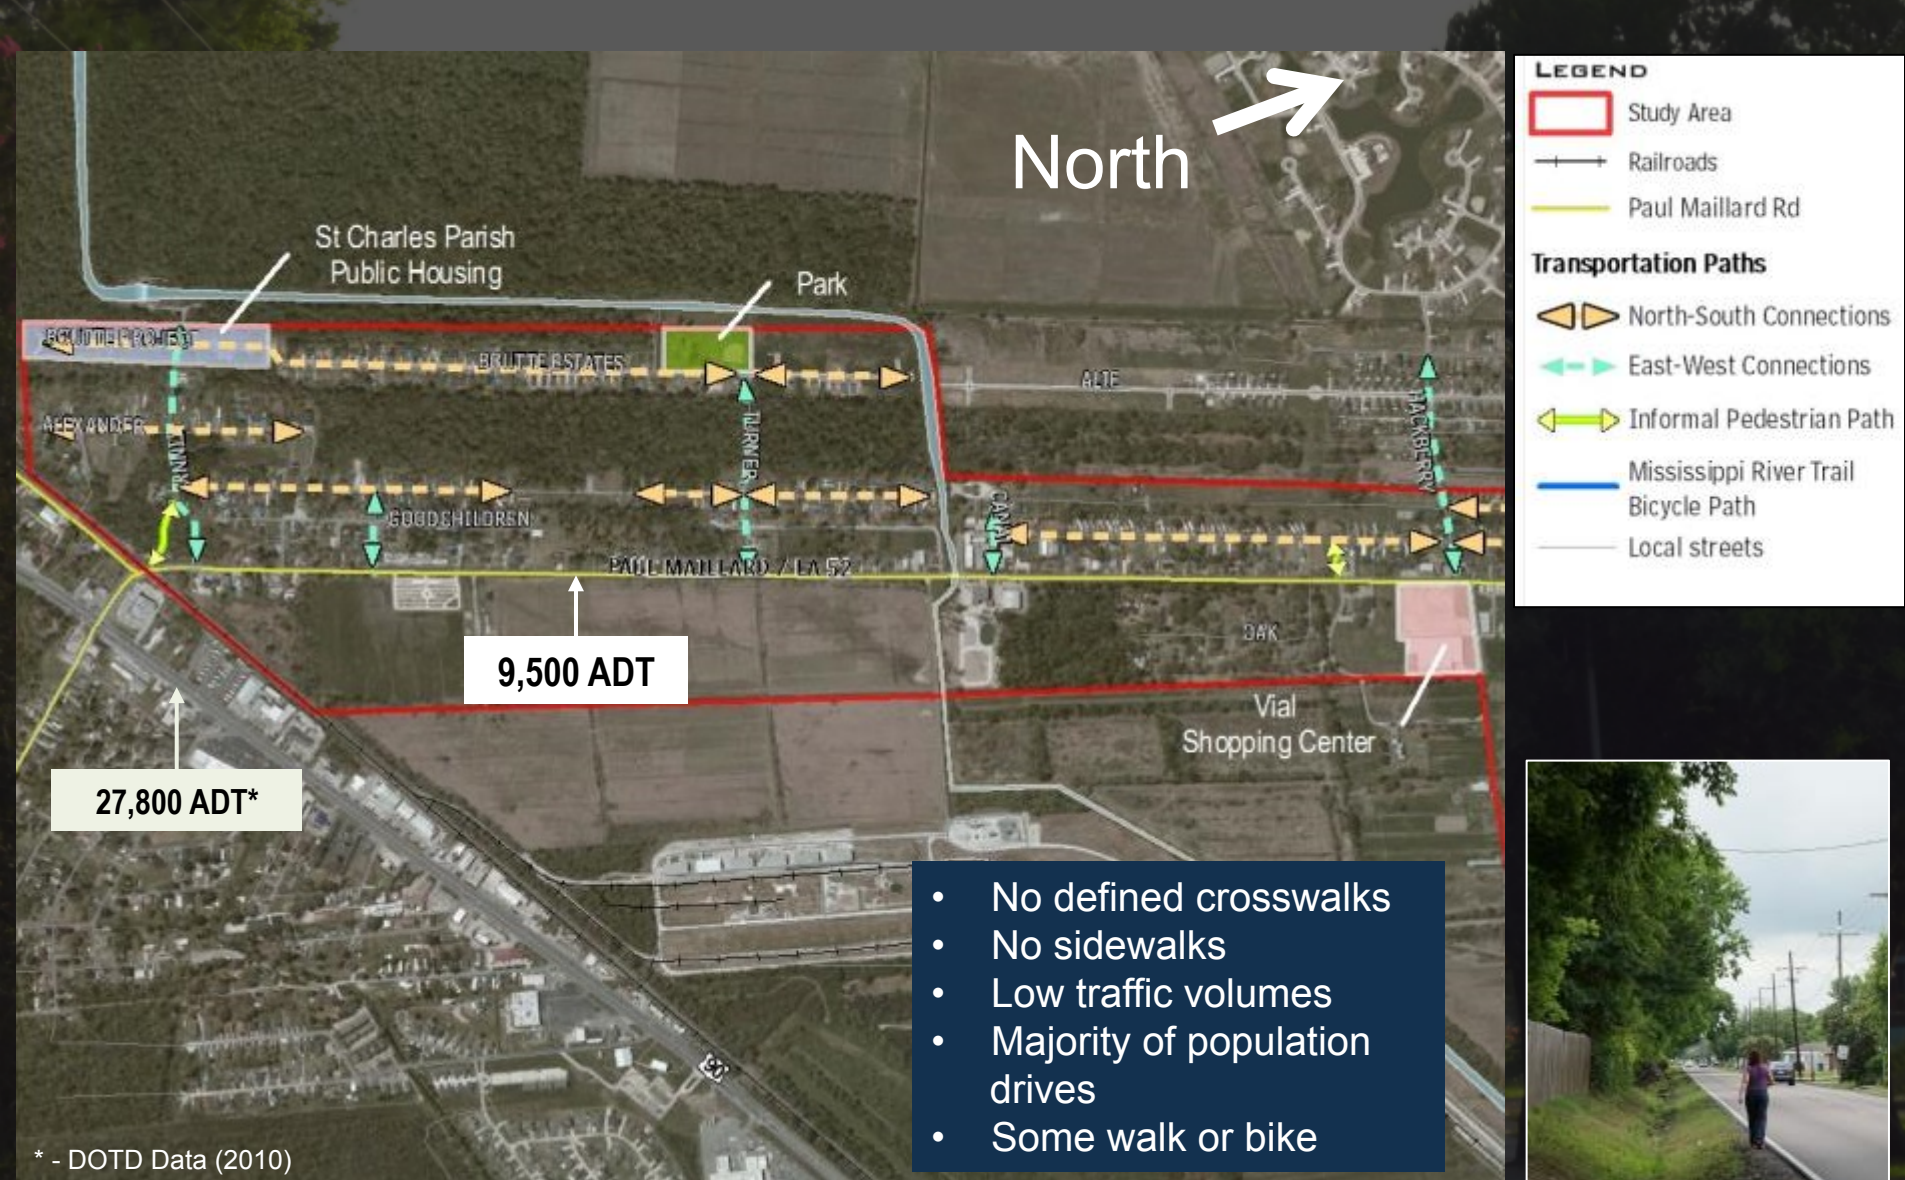 North
St Charles Parish
Public Housing
Park
BOUTTE ESTATES
ALEXANDER
TURNER
GOODCHILDREN
PAUL MAILLARD / LA 52
ALIE
HACKBERRY
CANAL
OAK
9,500 ADT
27,800 ADT*
Vial
Shopping Center
90
* - DOTD Data (2010)
• No defined crosswalks
• No sidewalks
• Low traffic volumes
• Majority of population
drives
• Some walk or bike
LEGEND
Study Area
Railroads
Paul Maillard Rd
Transportation Paths
North-South Connections
East-West Connections
Informal Pedestrian Path
Mississippi River Trail
Bicycle Path
Local streets